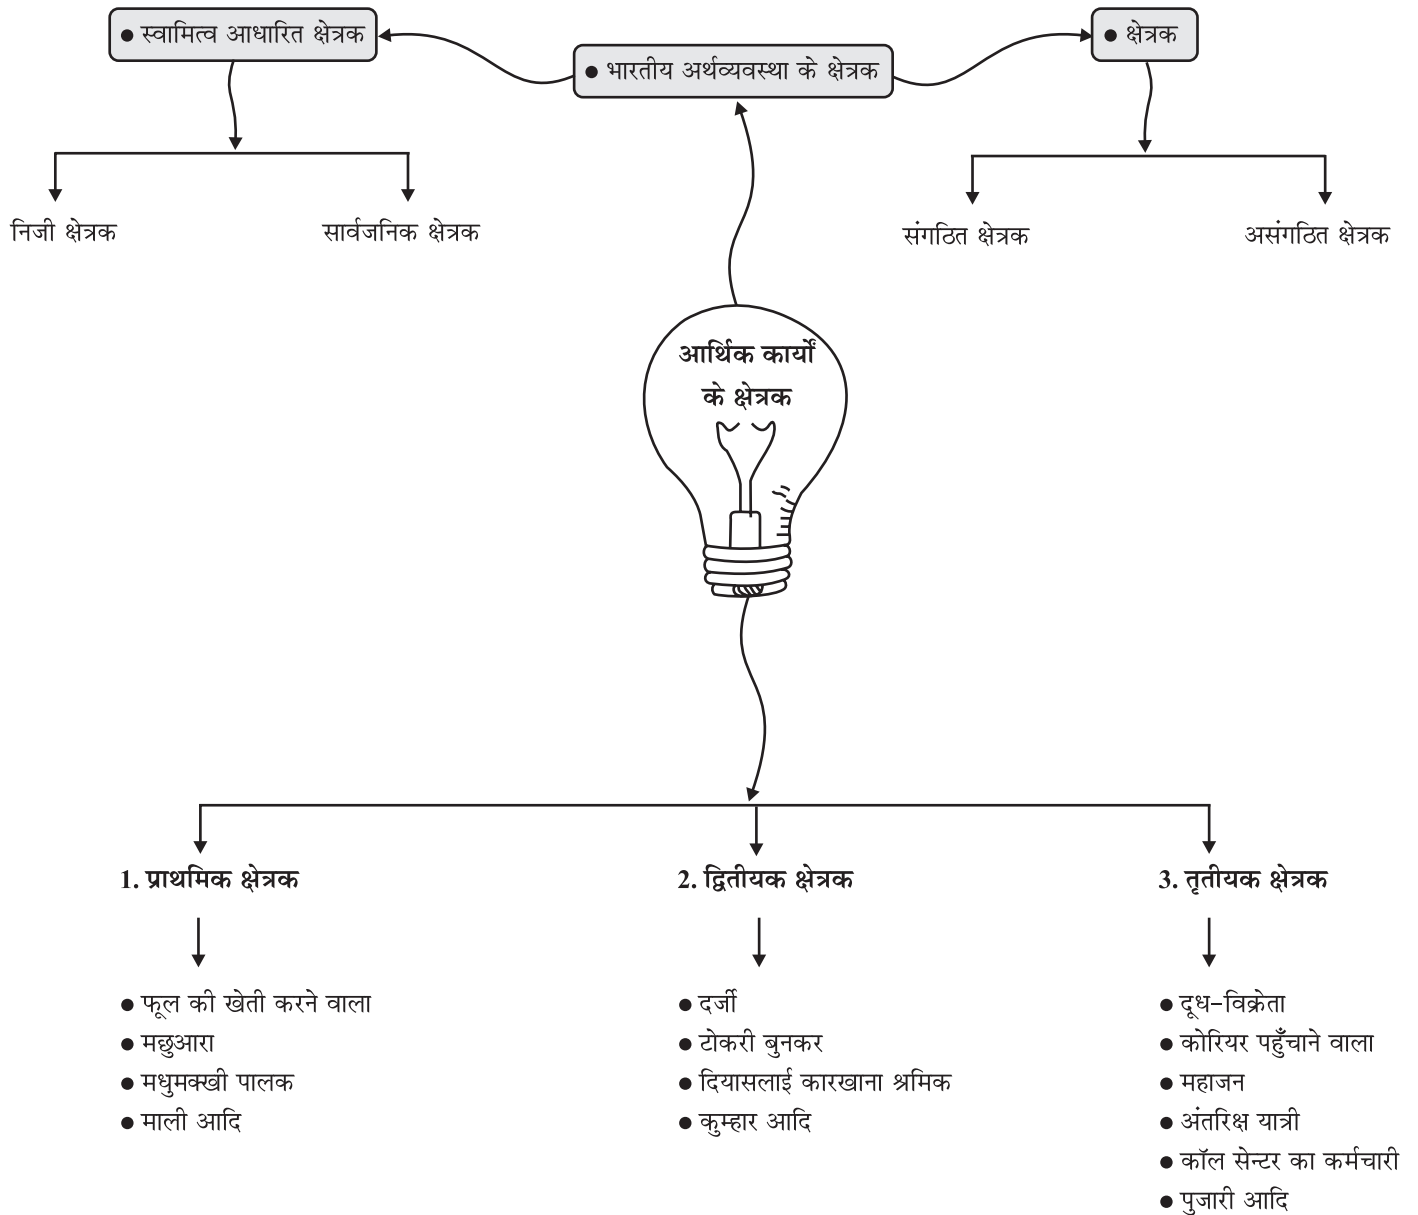 ● स्वामित्व आधारित क्षेत्रक
● भारतीय अर्थव्यवस्था के क्षेत्रक
● क्षेत्रक
निजी क्षेत्रक
सार्वजनिक क्षेत्रक
संगठित क्षेत्रक
असंगठित क्षेत्रक
आर्थिक कार्यों
के क्षेत्रक
1. प्राथमिक क्षेत्रक
● फूल की खेती करने वाला
● मछुआरा
● मधुमक्खी पालक
● माली आदि
2. द्वितीयक क्षेत्रक
● दर्जी
● टोकरी बुनकर
● दियासलाई कारखाना श्रमिक
● कुम्हार आदि
3. तृतीयक क्षेत्रक
● दूध-विक्रेता
● कोरियर पहुँचाने वाला
● महाजन
● अंतरिक्ष यात्री
● कॉल सेन्टर का कर्मचारी
● पुजारी आदि